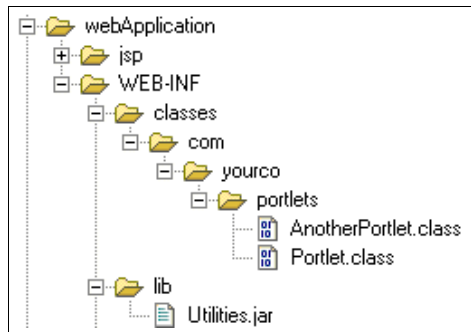 webApplication
jsp
WEB-INF
classes
com
yourco
portlets
AnotherPortlet.class
Portlet.class
lib
Utilities.jar